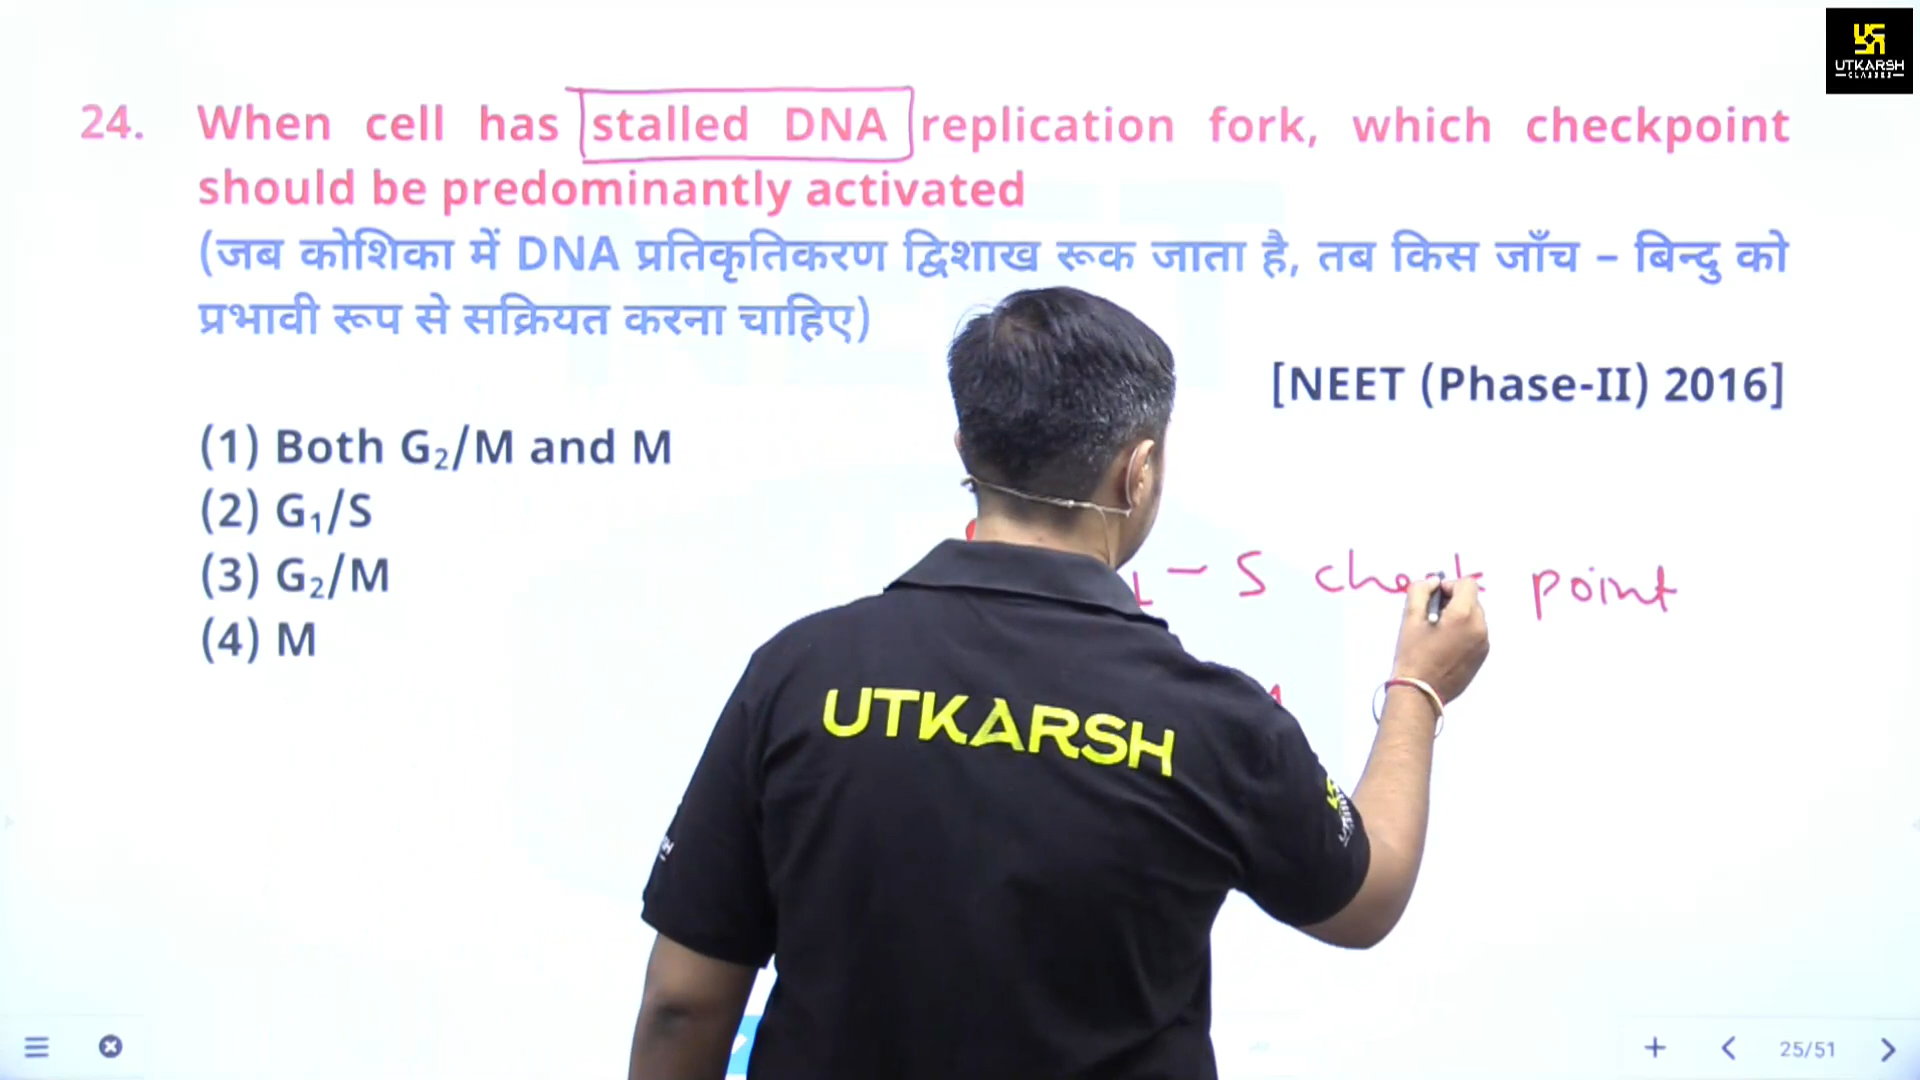 UTKARSH
CLASSES
24. When cell has stalled DNA replication fork, which checkpoint
should be predominantly activated
(जब कोशिका में DNA प्रतिकृतिकरण द्विशाख रूक जाता है, तब किस जाँच – बिन्दु को
प्रभावी रूप से सक्रियत करना चाहिए)
[NEET (Phase-II) 2016]
(1) Both G₂/M and M
(2) G₁/S
(3) G₂/M
(4) M
– S check point
UTKARSH
25/51